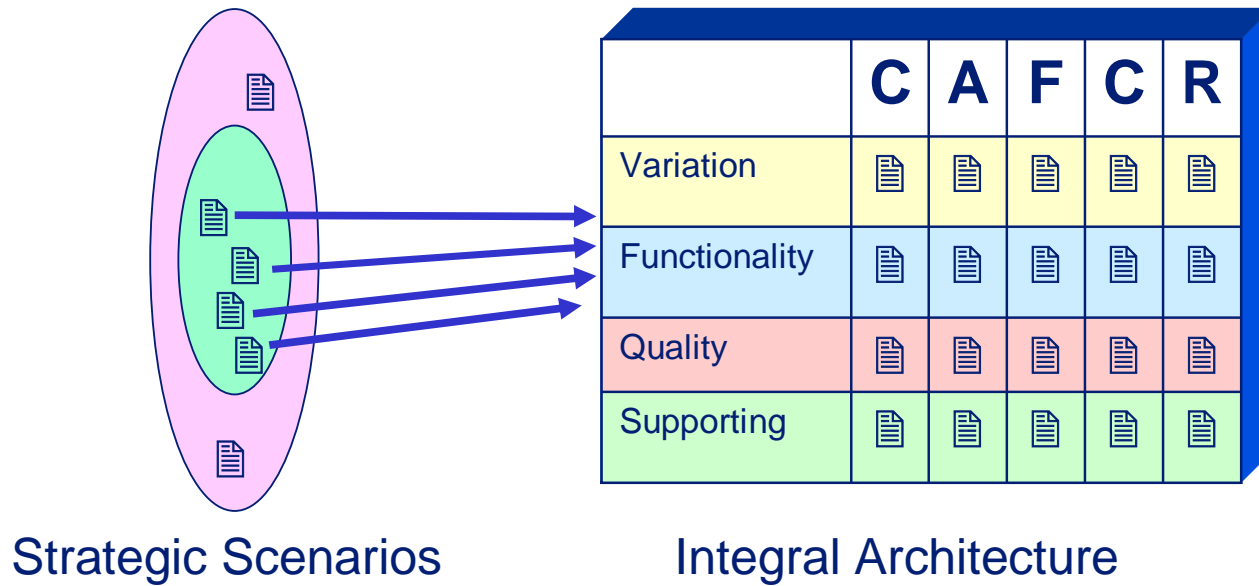 C A F C R
Variation
Functionality
Quality
Supporting
Strategic Scenarios
Integral Architecture